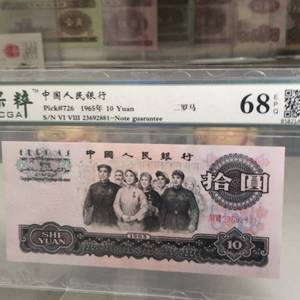 粹
CGA
TM
中国人民银行
Pick#726 1965年 10 Yuan 二罗马
S/N VI VIII 23692881-Note guarantee
68 EPQ
中国人民银行
拾圆
1965
SHI YUAN
10